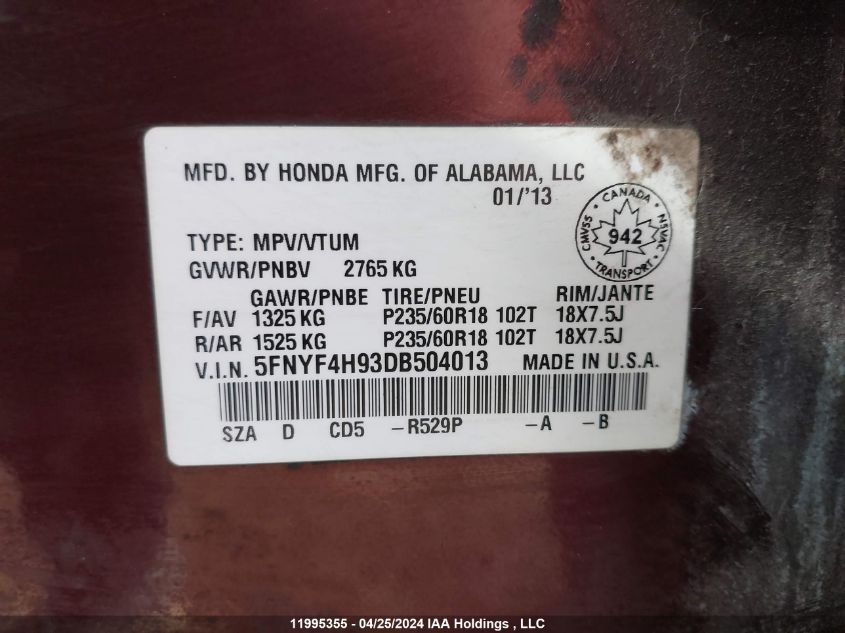 MFD. BY HONDA MFG. OF ALABAMA, LLC
01/'13
CANADA
CMVSS 942 NSVAC
TRANSPORT
TYPE: MPV/VTUM
GVWR/PNBV 2765 KG
GAWR/PNBE TIRE/PNEU RIM/JANTE
F/AV 1325 KG P235/60R18 102T 18X7.5J
R/AR 1525 KG P235/60R18 102T 18X7.5J
V.I.N. 5FNYF4H93DB504013 MADE IN U.S.A.
SZA D CD5 -R529P -A -B
11995355 - 04/25/2024 IAA Holdings , LLC